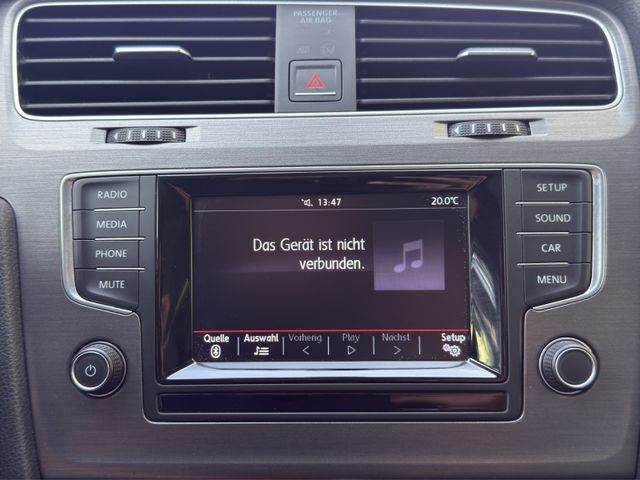 PASSENGER
AIR BAG
RADIO
MEDIA
PHONE
MUTE
13:47 20.0°C
Das Gerät ist nicht
verbunden.
Quelle Auswahl Vorherig. Play Nächst. Setup
SETUP
SOUND
CAR
MENU